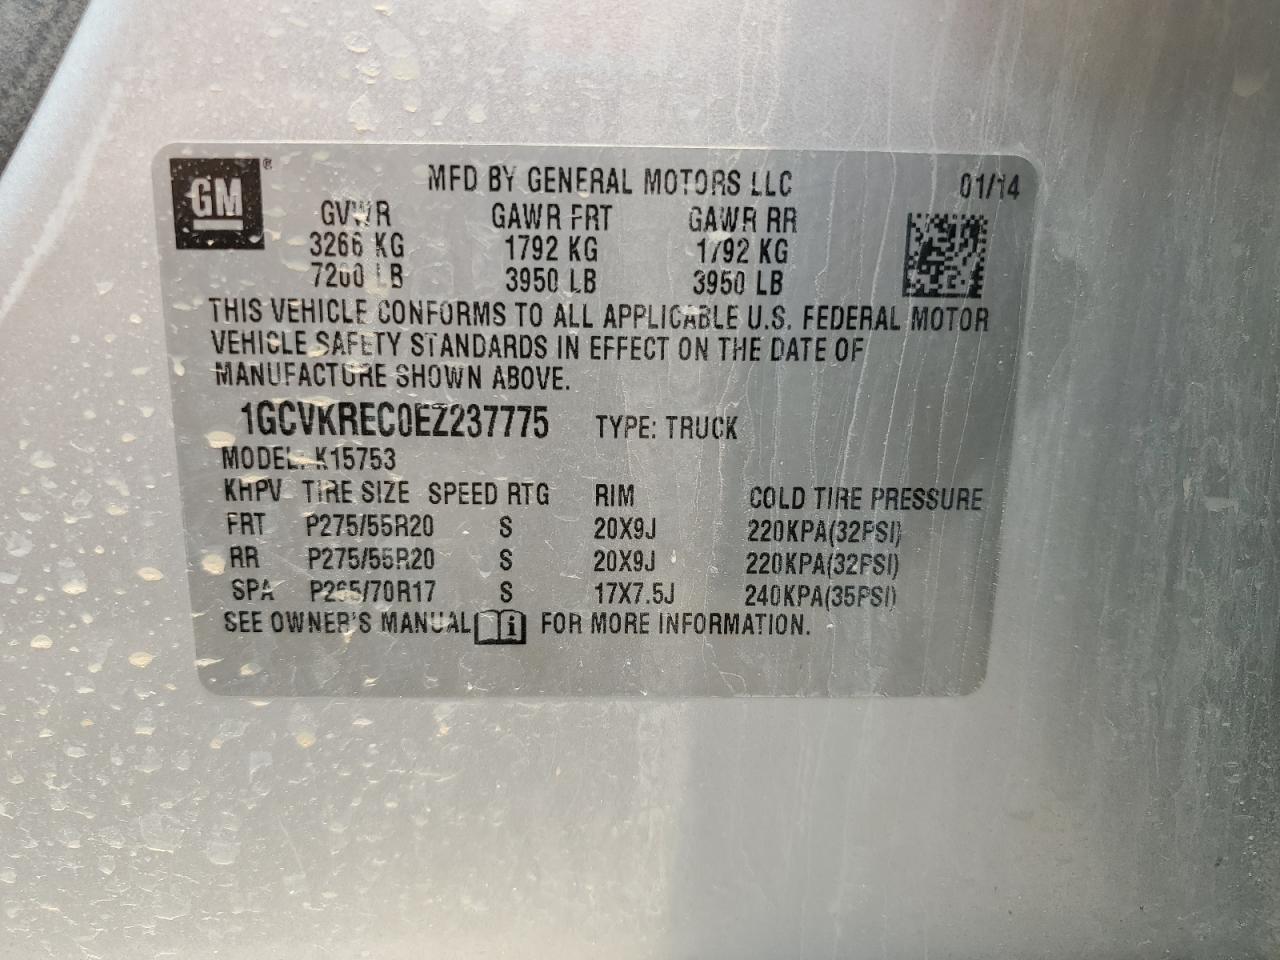 GM®
MFD BY GENERAL MOTORS LLC 01/14
GVWR GAWR FRT GAWR RR
3266 KG 1792 KG 1792 KG
7200 LB 3950 LB 3950 LB
THIS VEHICLE CONFORMS TO ALL APPLICABLE U.S. FEDERAL MOTOR
VEHICLE SAFETY STANDARDS IN EFFECT ON THE DATE OF
MANUFACTURE SHOWN ABOVE.
1GCVKREC0EZ237775 TYPE: TRUCK
MODEL: K15753
KHPV TIRE SIZE SPEED RTG RIM COLD TIRE PRESSURE
FRT P275/55R20 S 20X9J 220KPA(32PSI)
RR P275/55R20 S 20X9J 220KPA(32PSI)
SPA P265/70R17 S 17X7.5J 240KPA(35PSI)
SEE OWNER'S MANUAL i FOR MORE INFORMATION.